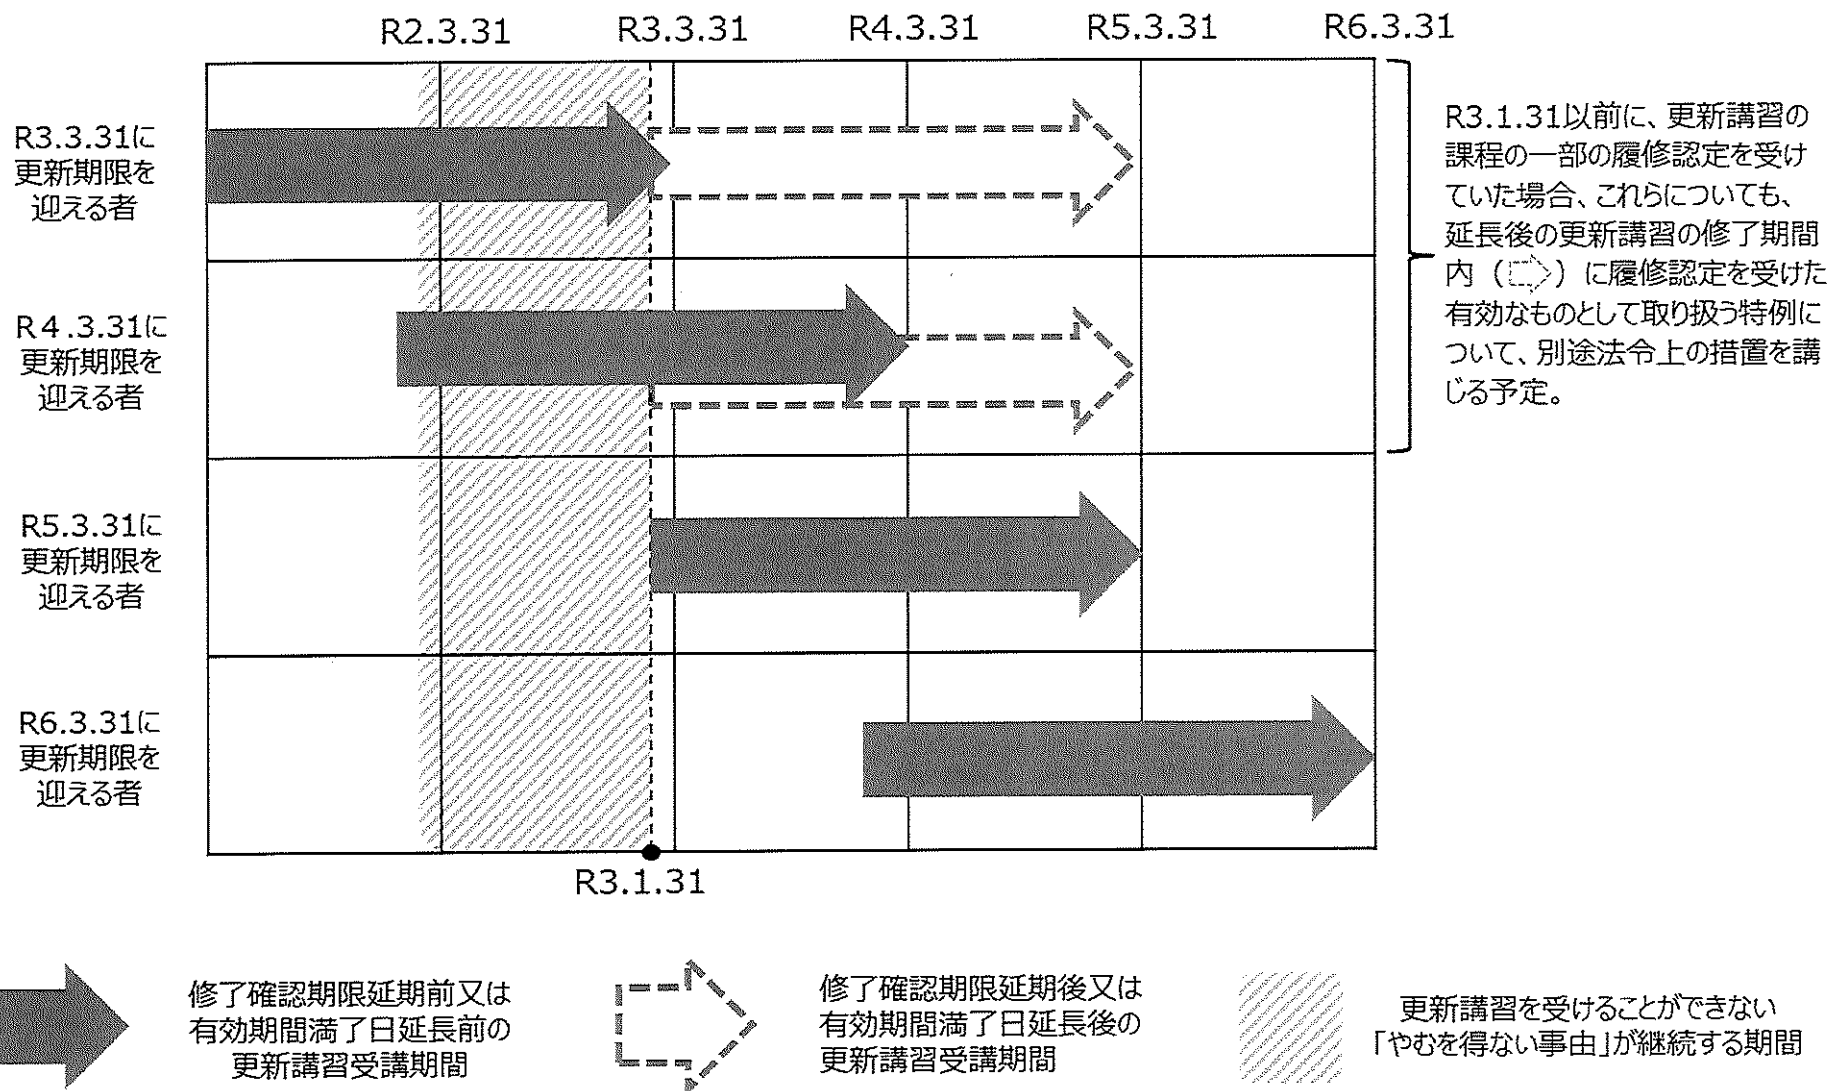 R2.3.31 R3.3.31 R4.3.31 R5.3.31 R6.3.31
R3.3.31に
更新期限を
迎える者
R3.1.31以前に、更新講習の
課程の一部の履修認定を受け
ていた場合、これらについても、
延長後の更新講習の修了期間
内（　）に履修認定を受けた
有効なものとして取り扱う特例に
ついて、別途法令上の措置を講
じる予定。
R４.3.31に
更新期限を
迎える者
R5.3.31に
更新期限を
迎える者
R6.3.31に
更新期限を
迎える者
R3.1.31
修了確認期限延期前又は
有効期間満了日延長前の
更新講習受講期間
修了確認期限延期後又は
有効期間満了日延長後の
更新講習受講期間
更新講習を受けることができない
「やむを得ない事由」が継続する期間